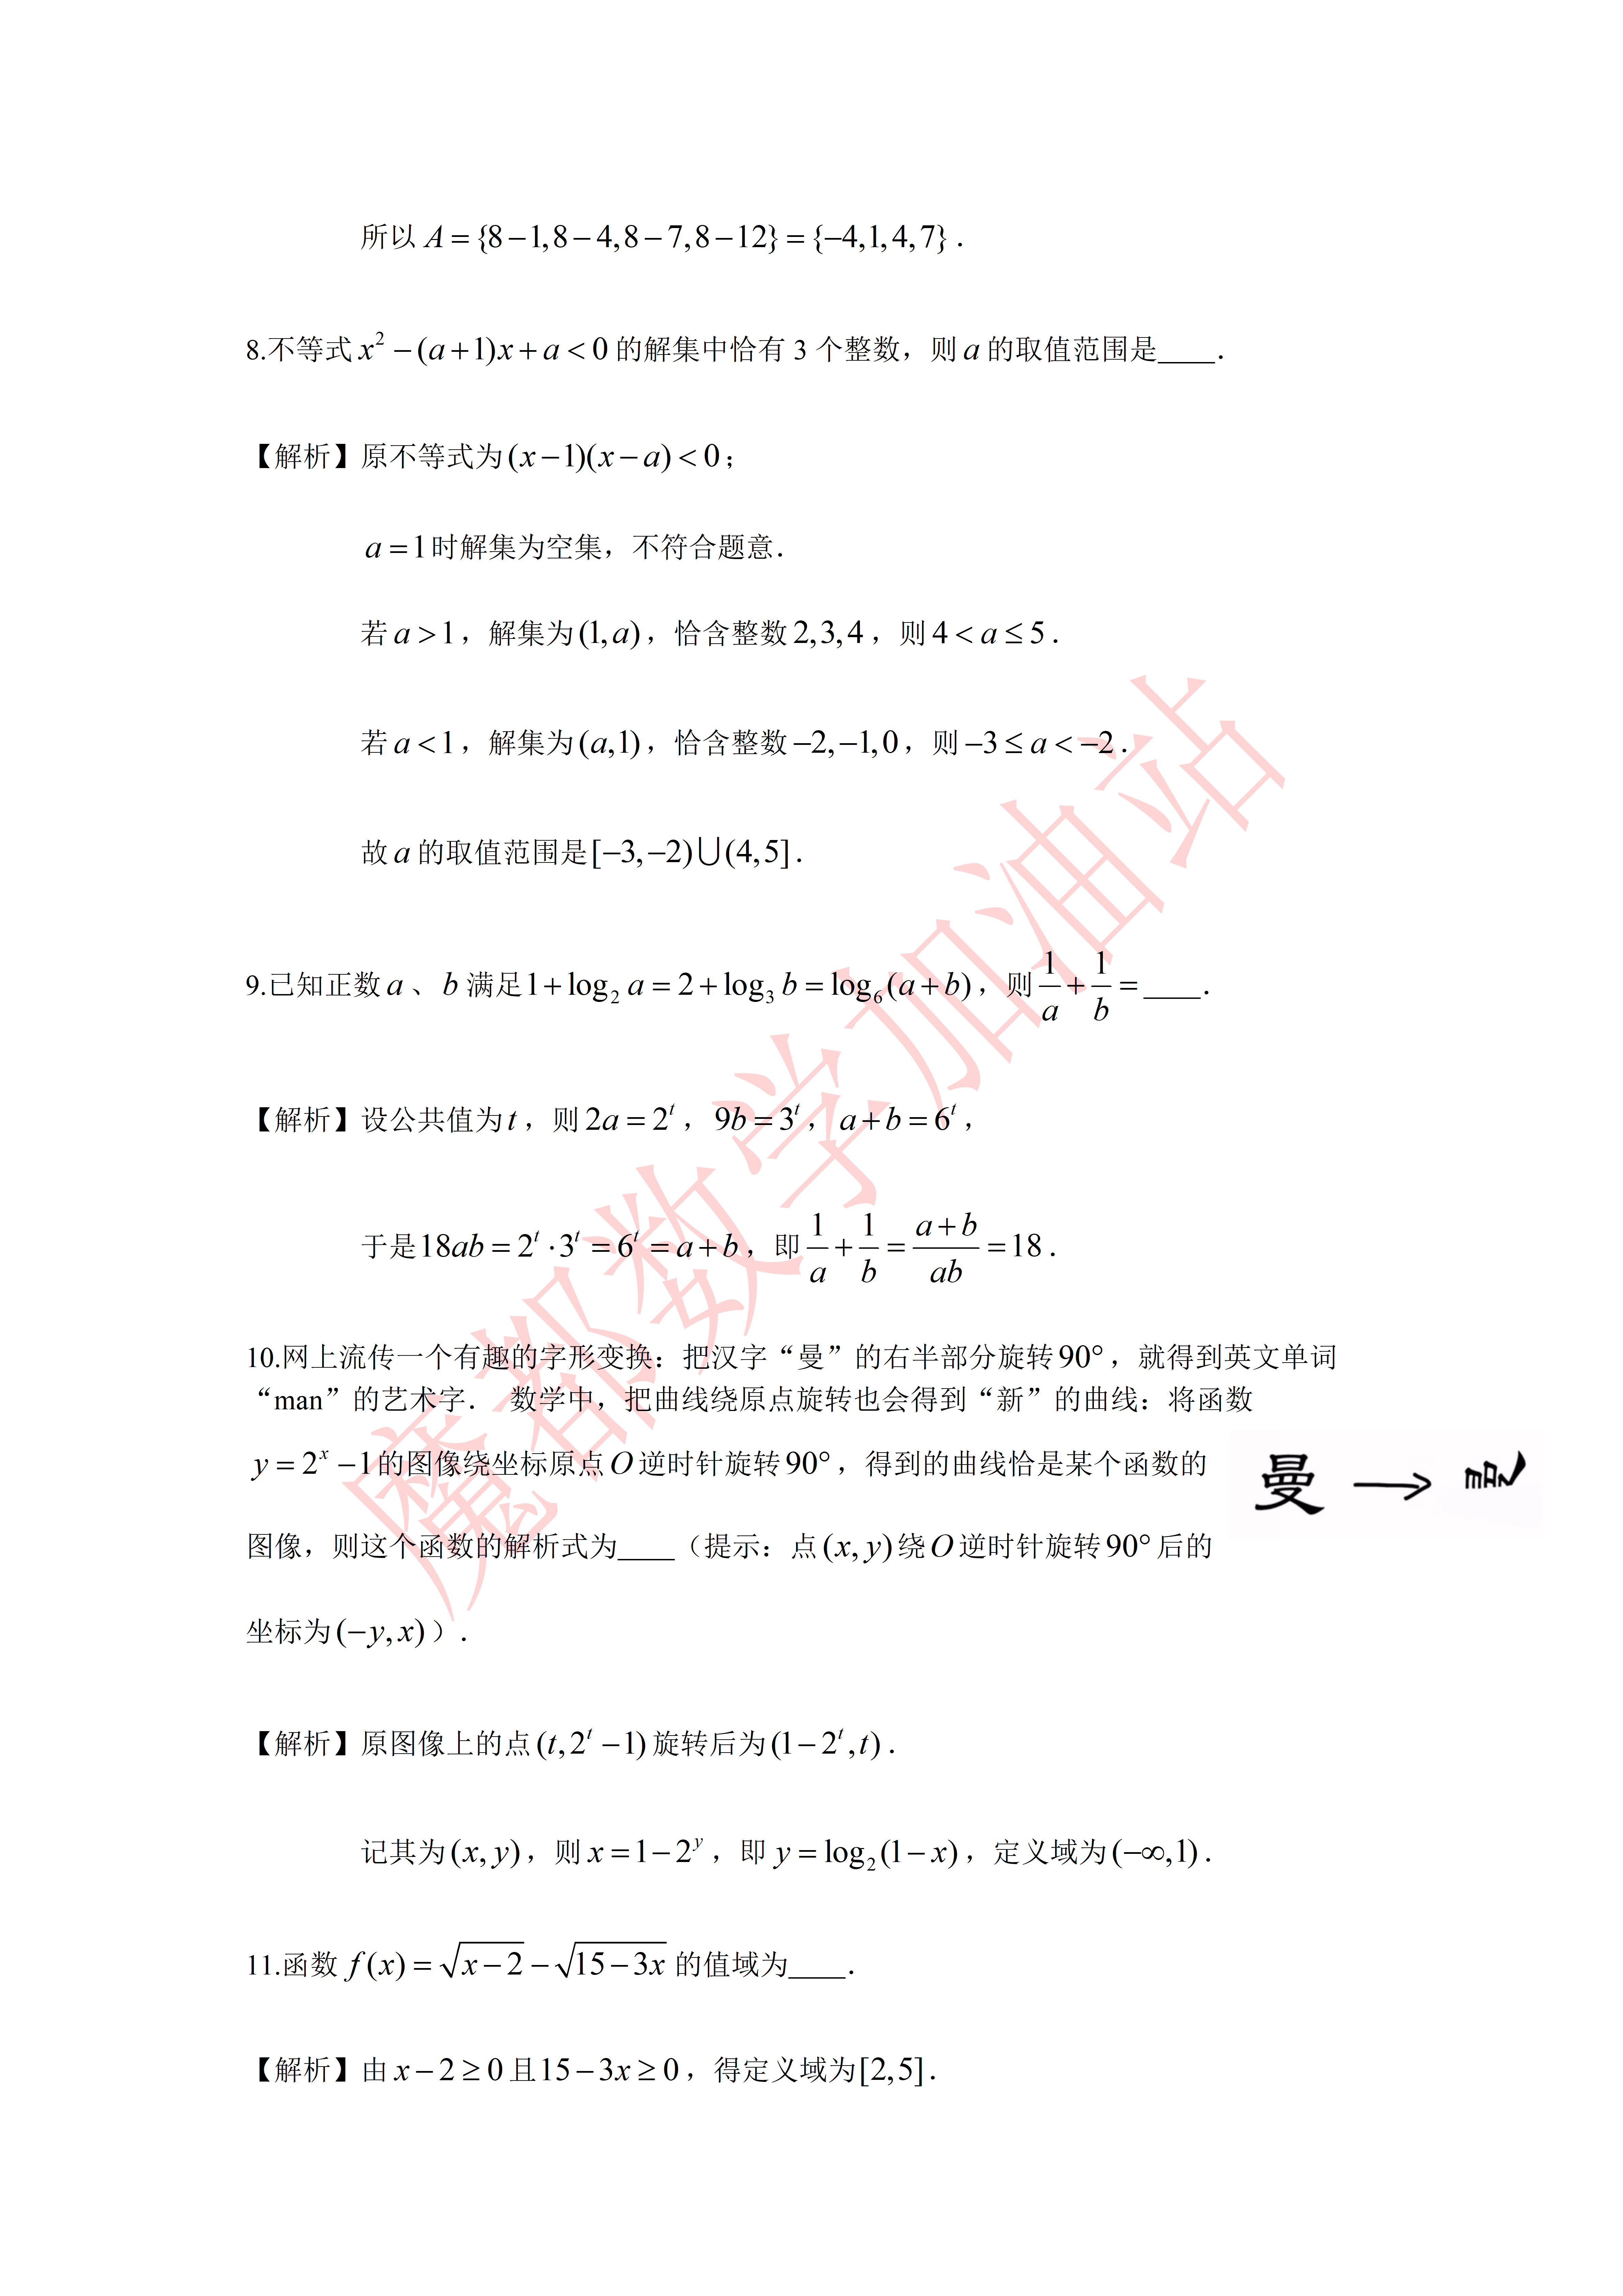 所以 A = {8−1,8−4,8−7,8−12} = {−4,1,4,7}．
8.不等式 x² − (a+1)x + a < 0 的解集中恰有 3 个整数，则 a 的取值范围是____．
【解析】原不等式为 (x−1)(x−a) < 0；
a = 1 时解集为空集，不符合题意．
若 a > 1，解集为 (1,a)，恰含整数 2,3,4，则 4 < a ≤ 5．
若 a < 1，解集为 (a,1)，恰含整数 −2,−1,0，则 −3 ≤ a < −2．
故 a 的取值范围是 [−3,−2)∪(4,5]．
9.已知正数 a、b 满足 1 + log₂ a = 2 + log₃ b = log₆(a+b)，则 1/a + 1/b = ____．
【解析】设公共值为 t，则 2a = 2ᵗ，9b = 3ᵗ，a+b = 6ᵗ，
于是 18ab = 2ᵗ·3ᵗ = 6ᵗ = a+b，即 1/a + 1/b = (a+b)/ab = 18．
10.网上流传一个有趣的字形变换：把汉字“曼”的右半部分旋转 90°，就得到英文单词
“man”的艺术字． 数学中，把曲线绕原点旋转也会得到“新”的曲线：将函数
y = 2ˣ − 1 的图像绕坐标原点 O 逆时针旋转 90°，得到的曲线恰是某个函数的
曼 → man
图像，则这个函数的解析式为____（提示：点 (x,y) 绕 O 逆时针旋转 90° 后的
坐标为 (−y,x)）．
【解析】原图像上的点 (t,2ᵗ−1) 旋转后为 (1−2ᵗ,t)．
记其为 (x,y)，则 x = 1 − 2ʸ，即 y = log₂(1−x)，定义域为 (−∞,1)．
11.函数 f(x) = √(x−2) − √(15−3x) 的值域为____．
【解析】由 x−2 ≥ 0 且 15−3x ≥ 0，得定义域为 [2,5]．
魔都数学加油站